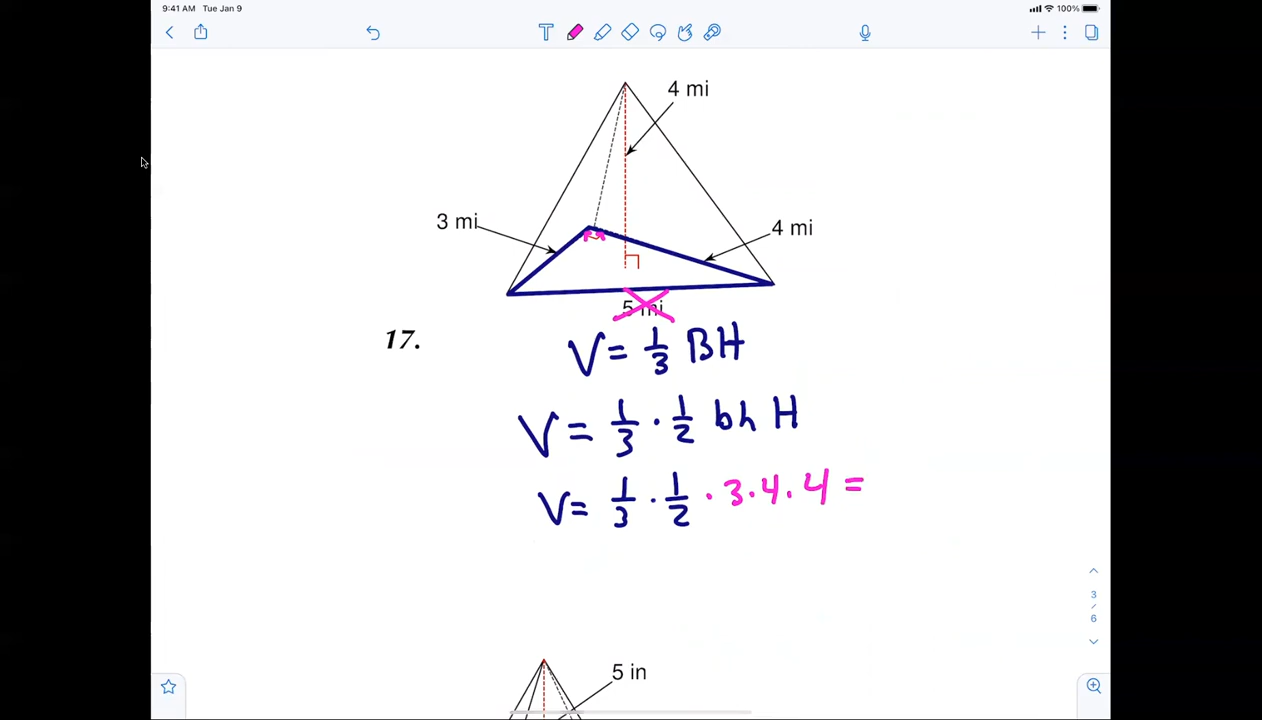 9:41 AM Tue Jan 9
100%
4 mi
3 mi
4 mi
5 mi
17.
V = 1/3 BH
V = 1/3 · 1/2 bh H
V = 1/3 · 1/2 · 3 · 4 · 4 =
3
/
6
5 in